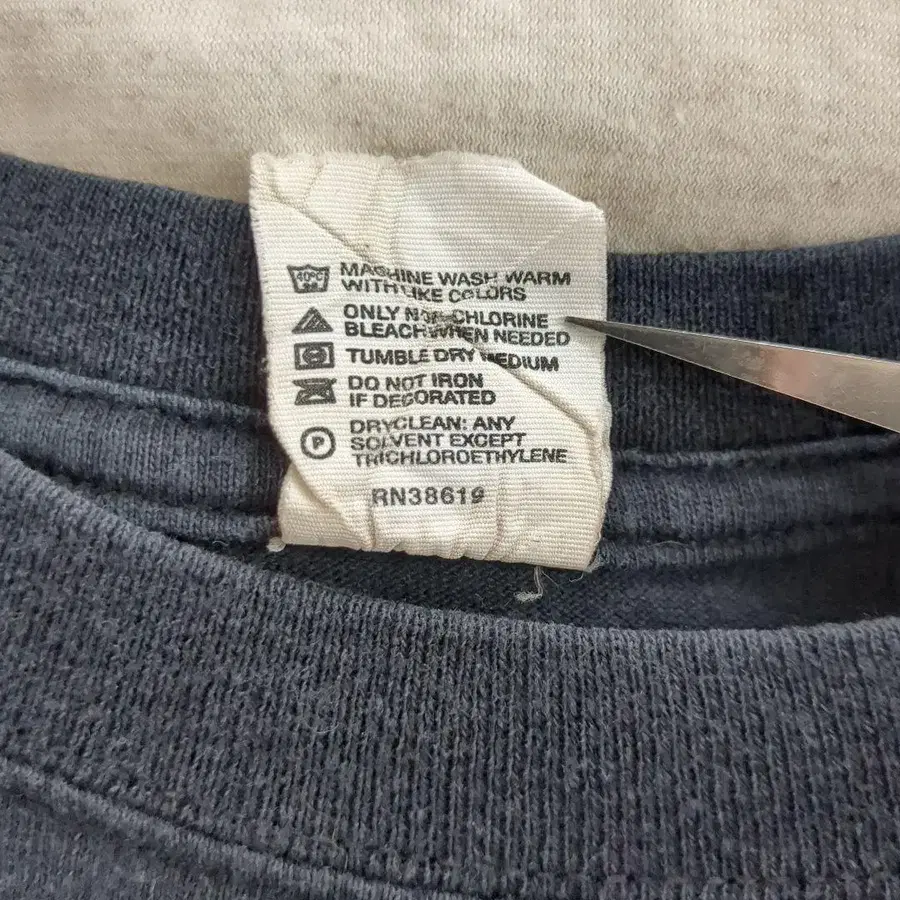 40°C
MACHINE WASH WARM
WITH LIKE COLORS
ONLY NON-CHLORINE
BLEACH WHEN NEEDED
TUMBLE DRY MEDIUM
DO NOT IRON
IF DECORATED
P
DRYCLEAN: ANY
SOLVENT EXCEPT
TRICHLOROETHYLENE
RN38619